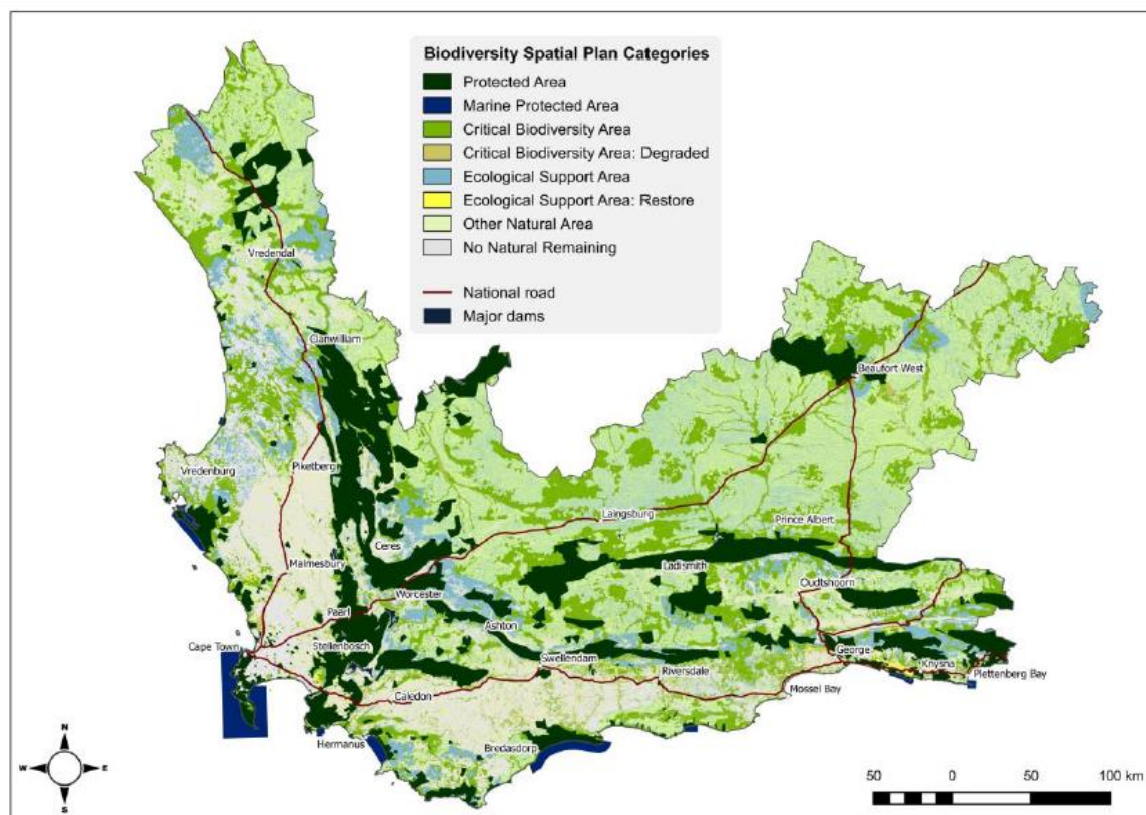 Biodiversity Spatial Plan Categories
Protected Area
Marine Protected Area
Critical Biodiversity Area
Critical Biodiversity Area: Degraded
Ecological Support Area
Ecological Support Area: Restore
Other Natural Area
No Natural Remaining
National road
Major dams
Vredendal
Clanwilliam
Beaufort West
Vredenburg
Piketberg
Laingsburg
Prince Albert
Ceres
Malmesbury
Ladismith
Oudtshoorn
Worcester
Paarl
Ashton
Cape Town
Stellenbosch
George
Swellendam
Knysna
Riversdale
Plettenberg Bay
Caledon
Mossel Bay
Hermanus
Bredasdorp
N
W E
S
50 0 50 100 km